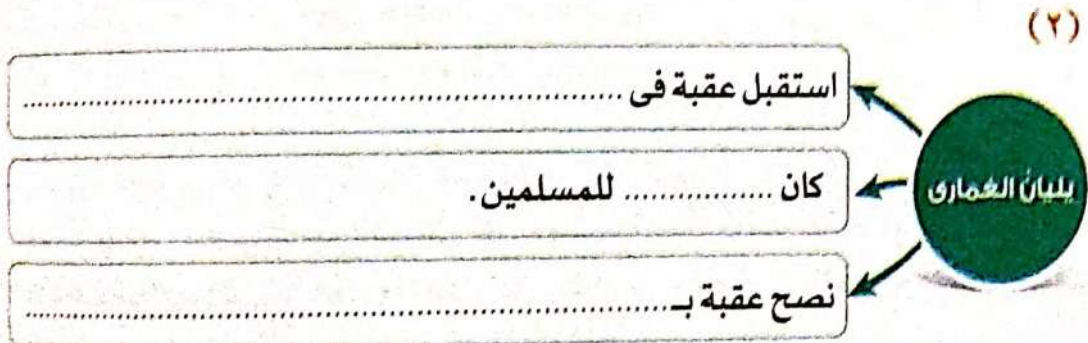 (٢)
استقبل عقبة فى ..........
كان .......... للمسلمين.
يليان الغمارى
نصح عقبة بـ ..........